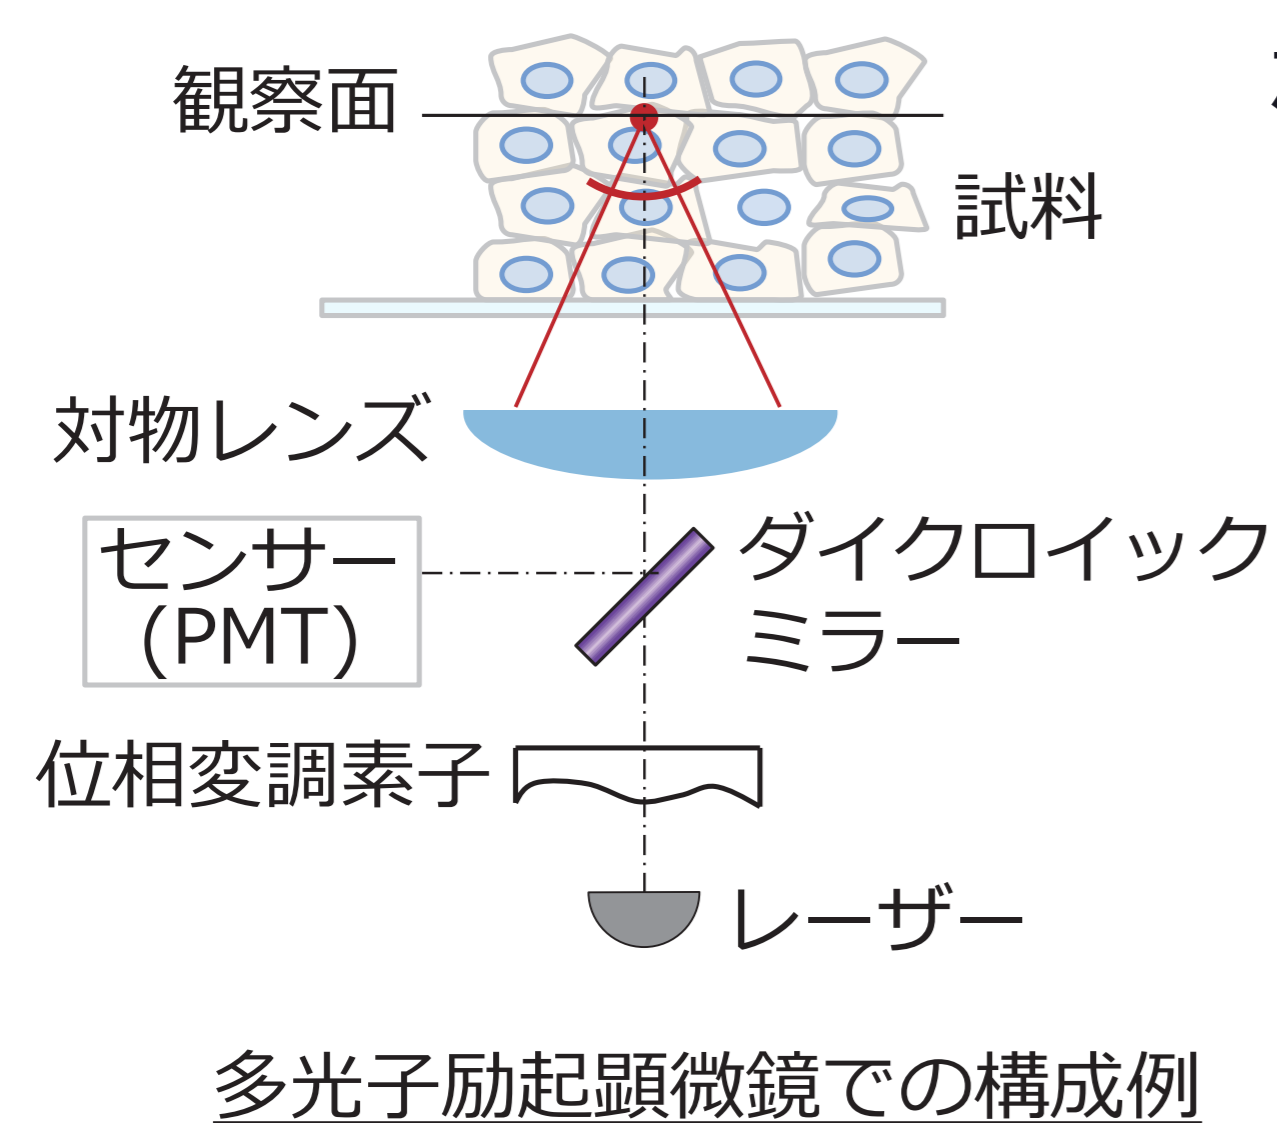 観察面
試料
対物レンズ
センサー
(PMT)
ダイクロイック
ミラー
位相変調素子
レーザー
多光子励起顕微鏡での構成例